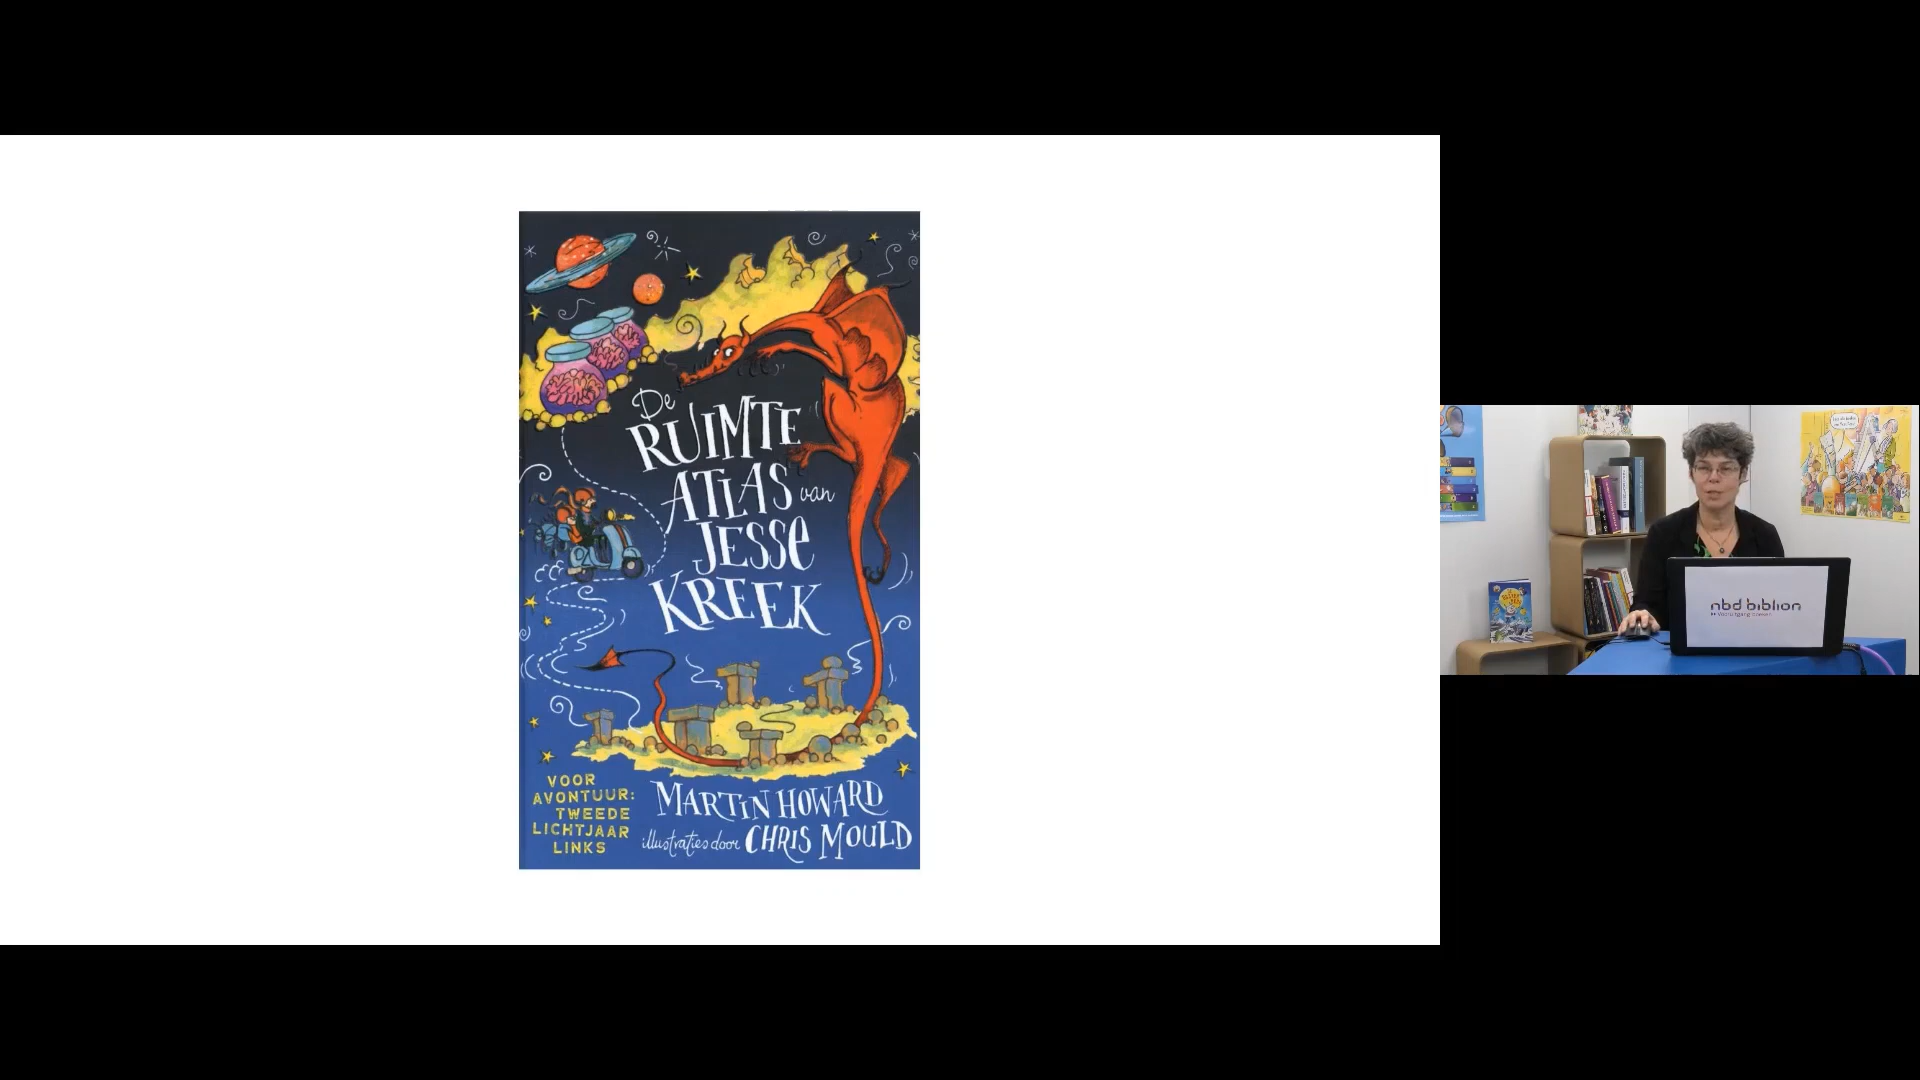 De
RUIMTE
ATLAS van
JESSE
KREEK
VOOR
AVONTUUR:
TWEEDE
LICHTJAAR
LINKS
MARTIN HOWARD
illustraties door CHRIS MOULD
nbd biblion